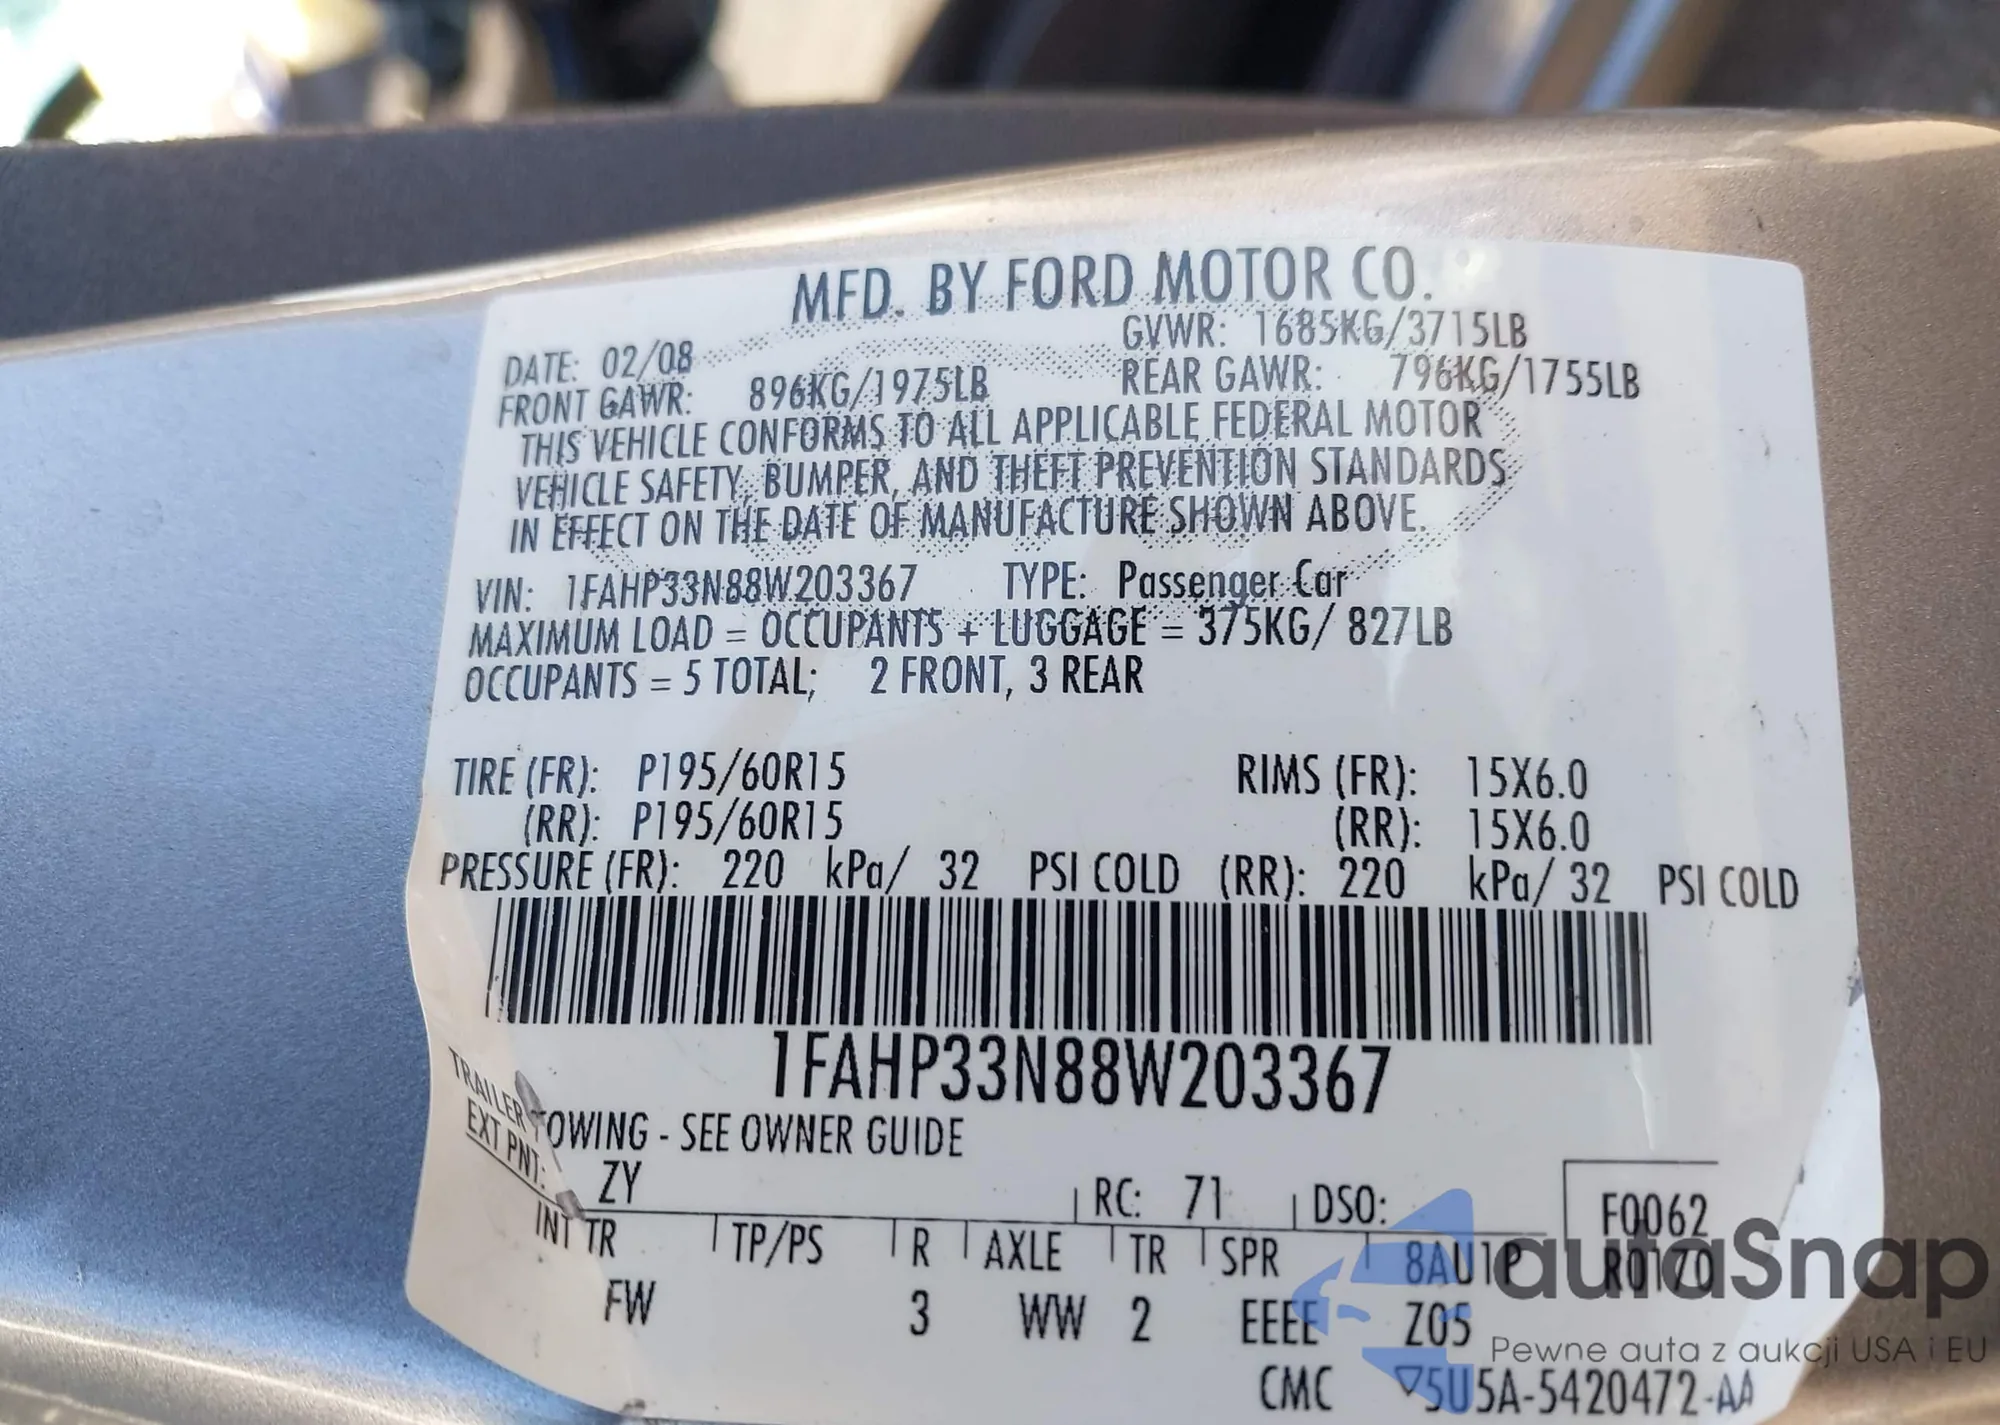 MFD. BY FORD MOTOR CO.
DATE: 02/08 GVWR: 1685KG/3715LB
FRONT GAWR: 896KG/1975LB REAR GAWR: 796KG/1755LB
THIS VEHICLE CONFORMS TO ALL APPLICABLE FEDERAL MOTOR
VEHICLE SAFETY, BUMPER, AND THEFT PREVENTION STANDARDS
IN EFFECT ON THE DATE OF MANUFACTURE SHOWN ABOVE.
VIN: 1FAHP33N88W203367 TYPE: Passenger Car
MAXIMUM LOAD = OCCUPANTS + LUGGAGE = 375KG/ 827LB
OCCUPANTS = 5 TOTAL; 2 FRONT, 3 REAR
TIRE (FR): P195/60R15 RIMS (FR): 15X6.0
(RR): P195/60R15 (RR): 15X6.0
PRESSURE (FR): 220 kPa/ 32 PSI COLD (RR): 220 kPa/ 32 PSI COLD
1FAHP33N88W203367
TRAILER TOWING - SEE OWNER GUIDE
EXT PNT: ZY RC: 71 DSO: F0062
INT TR TP/PS R AXLE TR SPR 8AU1P R0170
FW 3 WW 2 EEEE Z05
CMC ▽5U5A-5420472-AA
autaSnap
Pewne auta z aukcji USA i EU